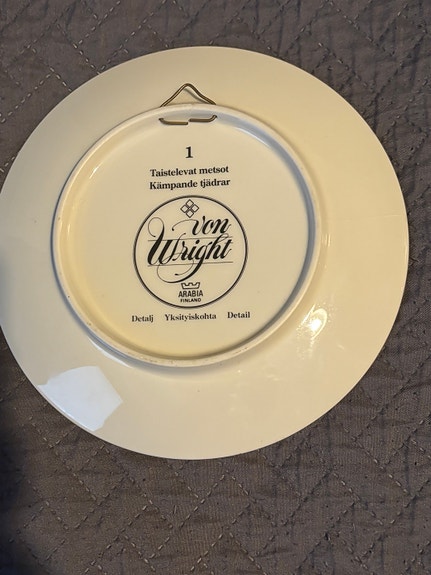 1
Taistelevat metsot
Kämpande tjädrar
von
Wright
ARABIA
FINLAND
Detalj Yksityiskohta Detail